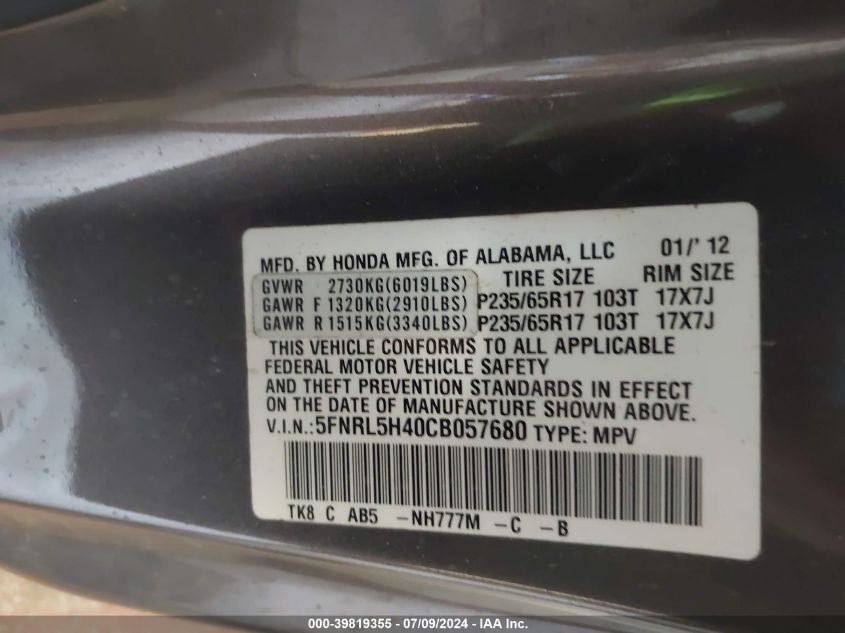 MFD. BY HONDA MFG. OF ALABAMA, LLC 01/' 12
GVWR 2730KG(6019LBS) TIRE SIZE RIM SIZE
GAWR F 1320KG(2910LBS) P235/65R17 103T 17X7J
GAWR R 1515KG(3340LBS) P235/65R17 103T 17X7J
THIS VEHICLE CONFORMS TO ALL APPLICABLE
FEDERAL MOTOR VEHICLE SAFETY
AND THEFT PREVENTION STANDARDS IN EFFECT
ON THE DATE OF MANUFACTURE SHOWN ABOVE.
V.I.N.: 5FNRL5H40CB057680 TYPE: MPV
TK8 C AB5 -NH777M -C -B
000-39819355 - 07/09/2024 - IAA Inc.